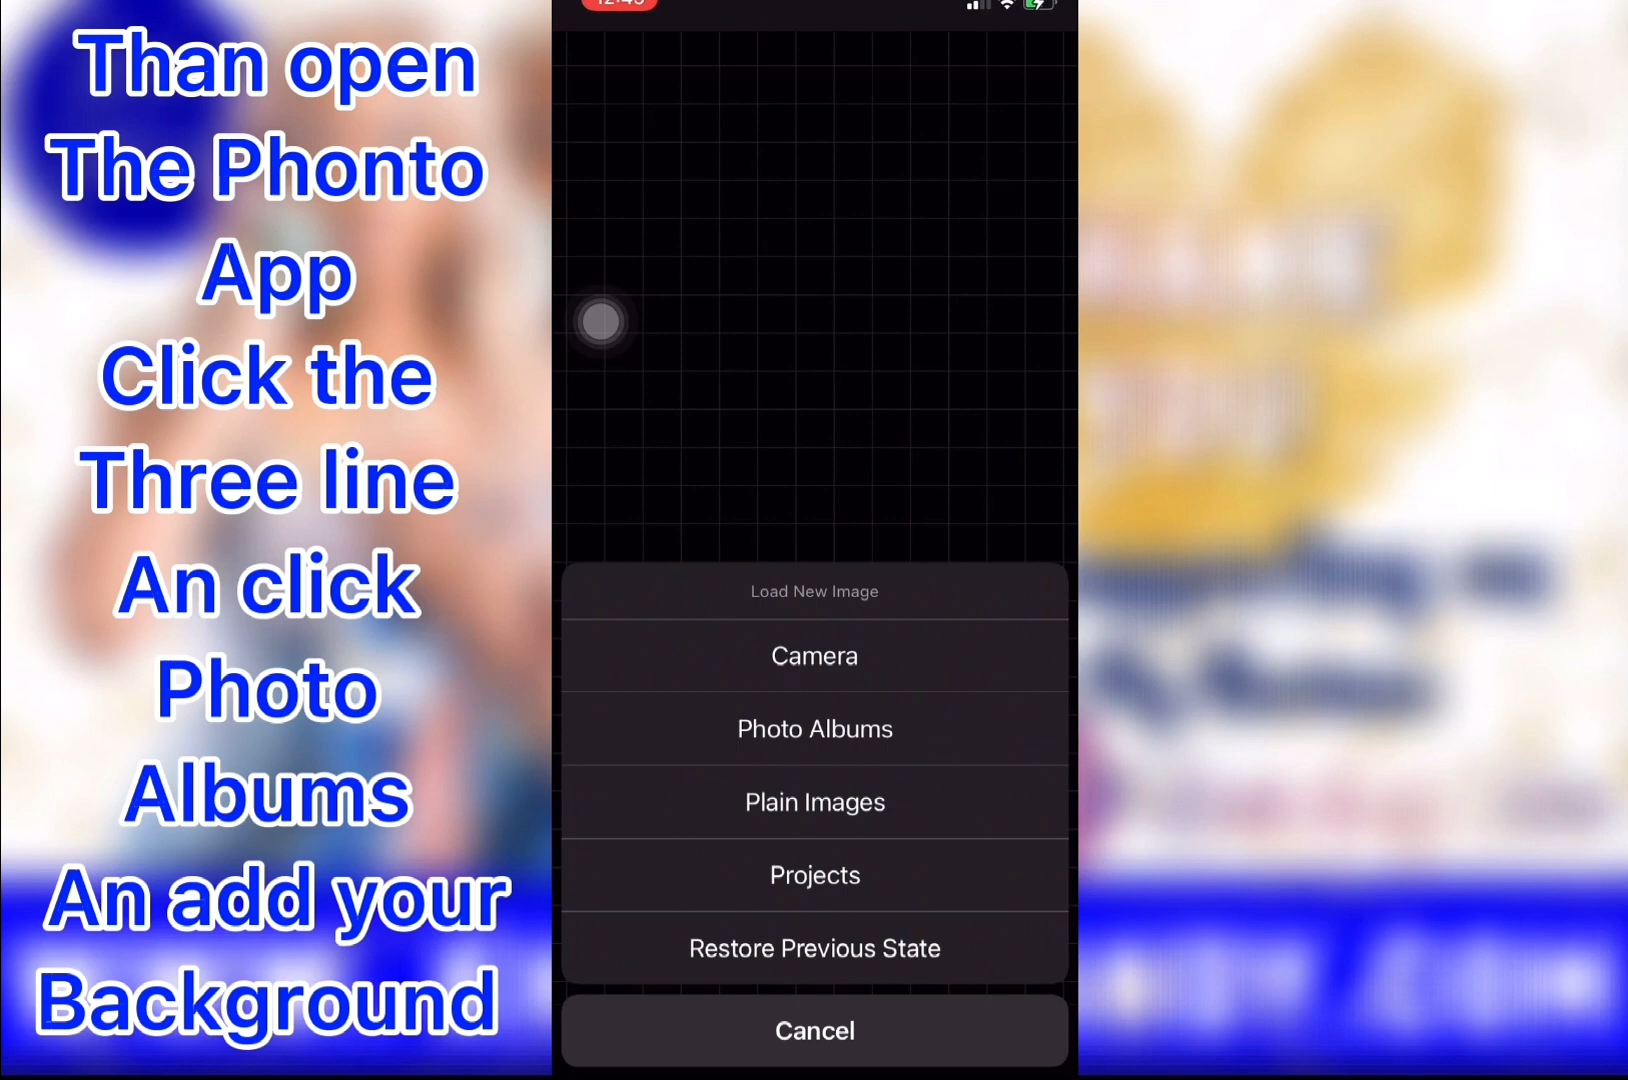 Than open
The Phonto
App
Click the
Three line
An click
Photo
Albums
An add your
Background
Load New Image
Camera
Photo Albums
Plain Images
Projects
Restore Previous State
Cancel